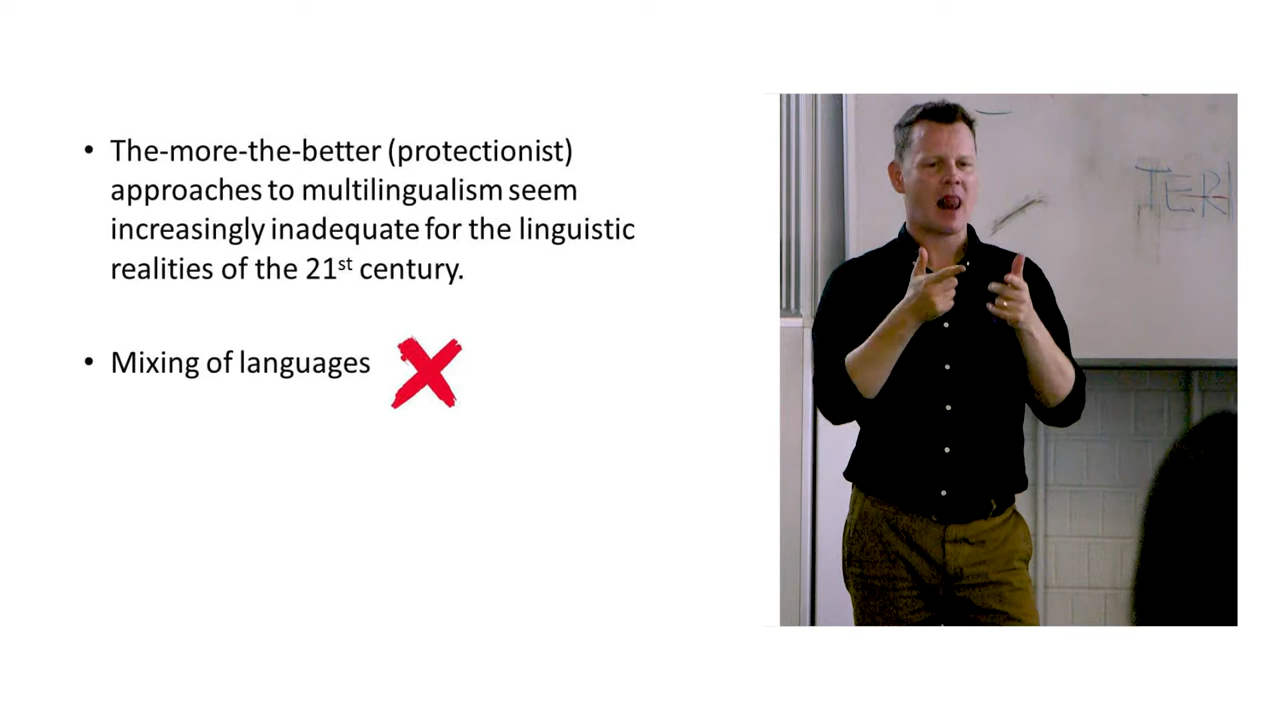 • The-more-the-better (protectionist)
approaches to multilingualism seem
increasingly inadequate for the linguistic
realities of the 21st century.
• Mixing of languages
TER